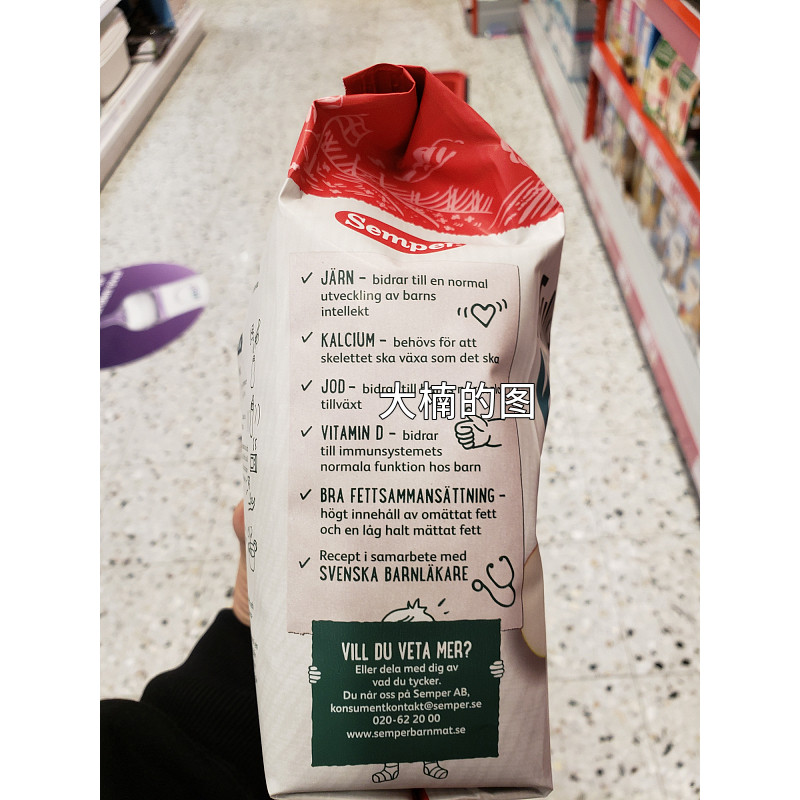 Semper
JÄRN – bidrar till en normal
utveckling av barns
intellekt
KALCIUM – behövs för att
skelettet ska växa som det ska
JOD – bidrar till
tillväxt
大楠的图
VITAMIN D – bidrar
till immunsystemets
normala funktion hos barn
BRA FETTSAMMANSÄTTNING –
högt innehåll av omättat fett
och en låg halt mättat fett
Recept i samarbete med
SVENSKA BARNLÄKARE
VILL DU VETA MER?
Eller dela med dig av
vad du tycker.
Du når oss på Semper AB,
konsumentkontakt@semper.se
020-62 20 00
www.semperbarnmat.se